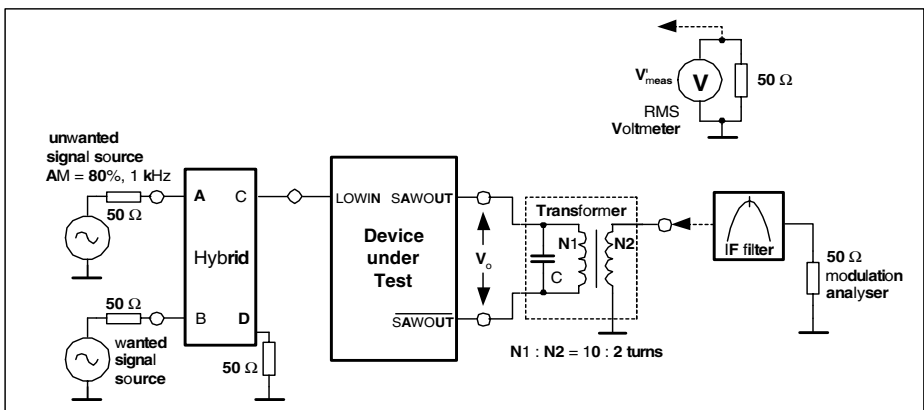 V'meas
V
50 Ω
RMS
Voltmeter
unwanted
signal source
AM = 80%, 1 kHz
50 Ω
A
C
Hybrid
B
D
50 Ω
wanted
signal
source
50 Ω
LOWIN
SAWOUT
Device
under
Test
SAWOUT
Vo
Transformer
N1
N2
C
N1 : N2 = 10 : 2 turns
IF filter
50 Ω
modulation
analyser